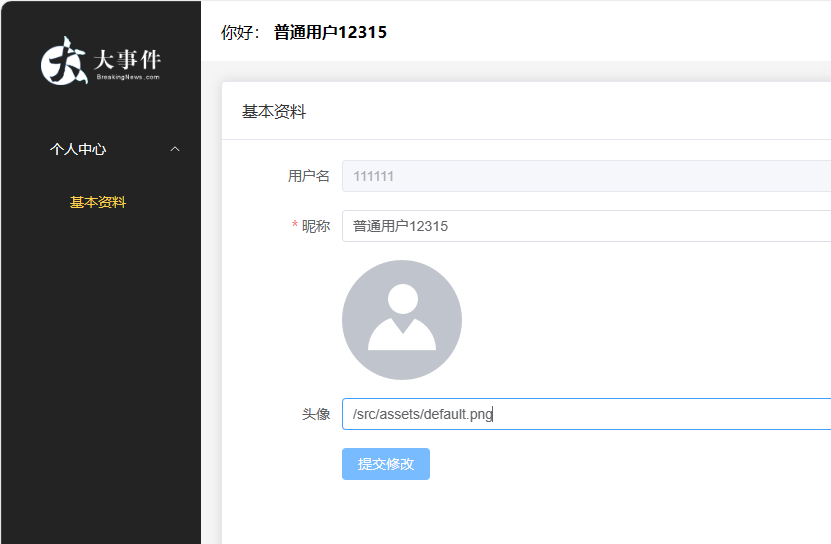 大事件
BreakingNews.com
个人中心
基本资料
你好： 普通用户12315
基本资料
用户名 111111
* 昵称 普通用户12315
头像 /src/assets/default.png
提交修改